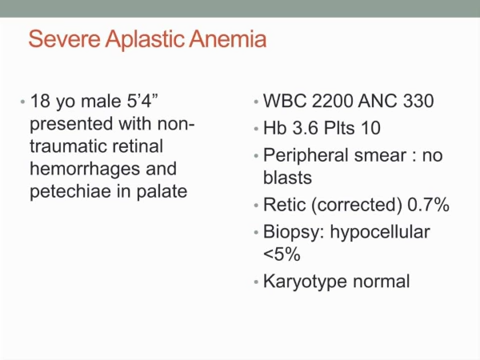 Severe Aplastic Anemia
• 18 yo male 5’4”
presented with non-
traumatic retinal
hemorrhages and
petechiae in palate
• WBC 2200 ANC 330
• Hb 3.6 Plts 10
• Peripheral smear : no
blasts
• Retic (corrected) 0.7%
• Biopsy: hypocellular
<5%
• Karyotype normal